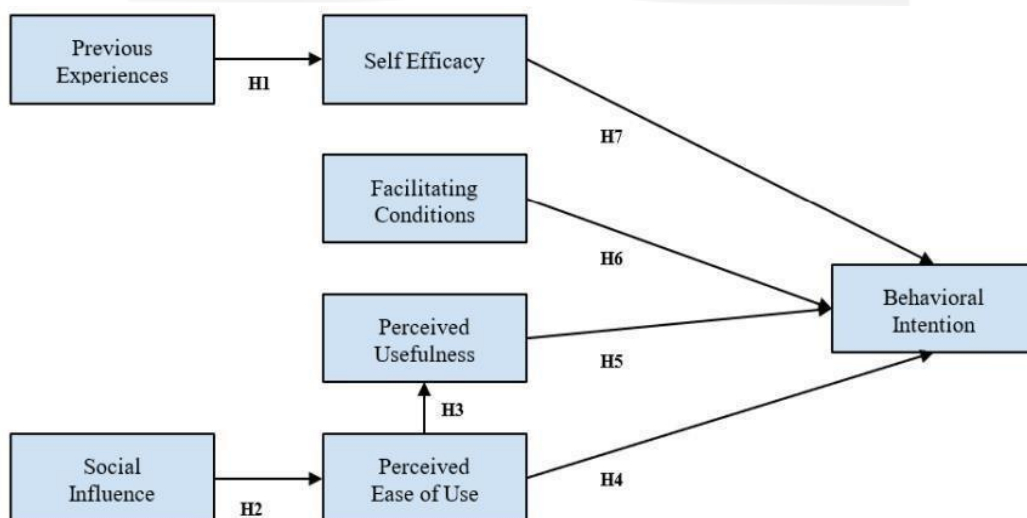 Previous
Experiences
H1
Self Efficacy
H7
Facilitating
Conditions
H6
Behavioral
Intention
Perceived
Usefulness
H5
H3
Social
Influence
H2
Perceived
Ease of Use
H4